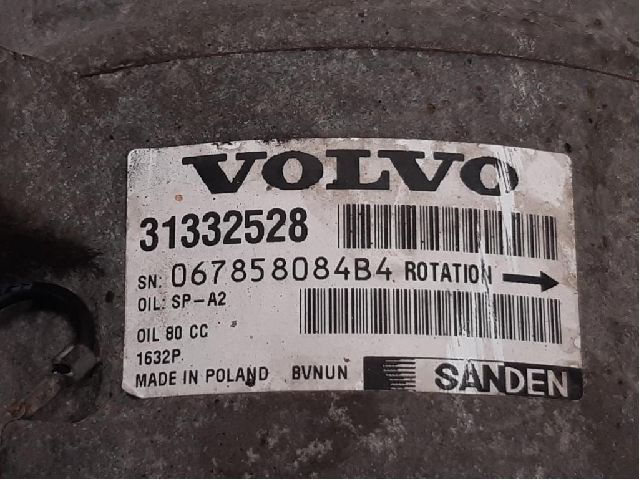 VOLVO
31332528
SN: 067858084B4 ROTATION
OIL: SP-A2
OIL 80 CC
1632P
MADE IN POLAND BVNUN SANDEN